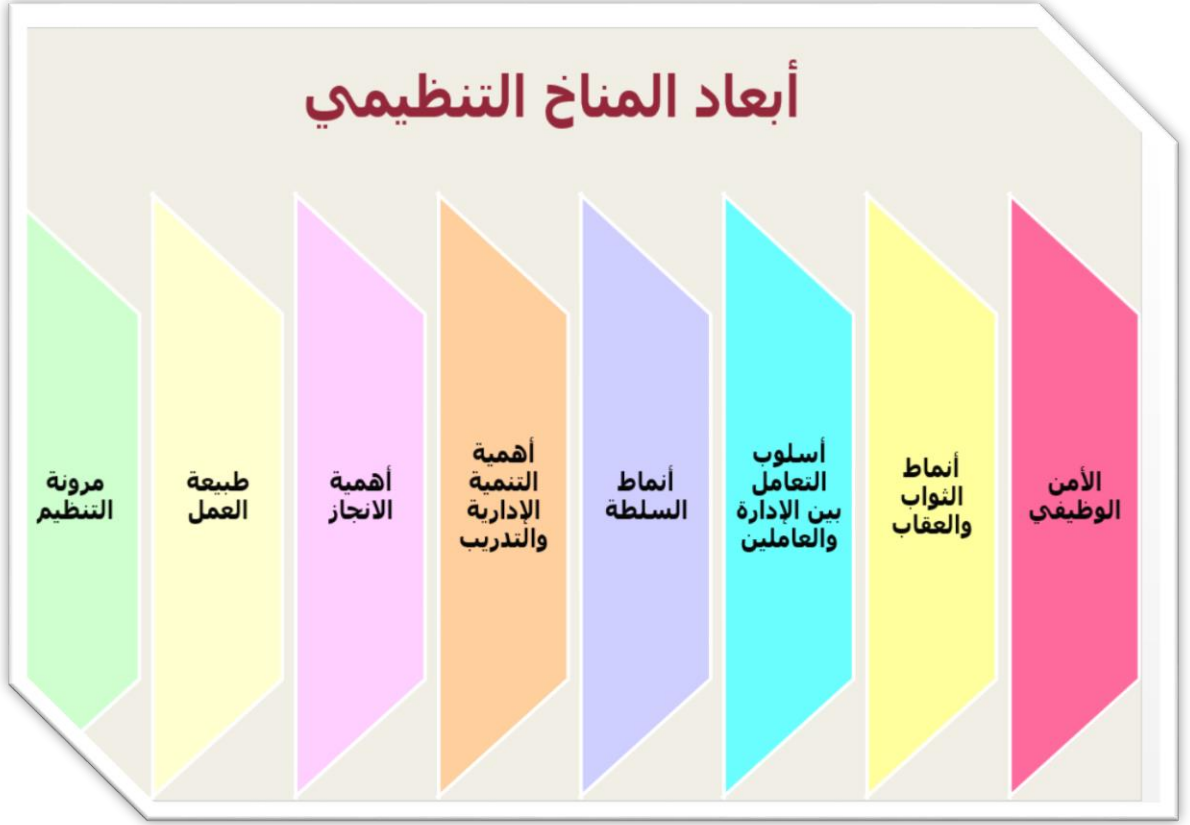 أبعاد المناخ التنظيمي
الأمن
الوظيفي
أنماط
الثواب
والعقاب
أسلوب
التعامل
بين الإدارة
والعاملين
أنماط
السلطة
أهمية
التنمية
الإدارية
والتدريب
أهمية
الانجاز
طبيعة
العمل
مرونة
التنظيم